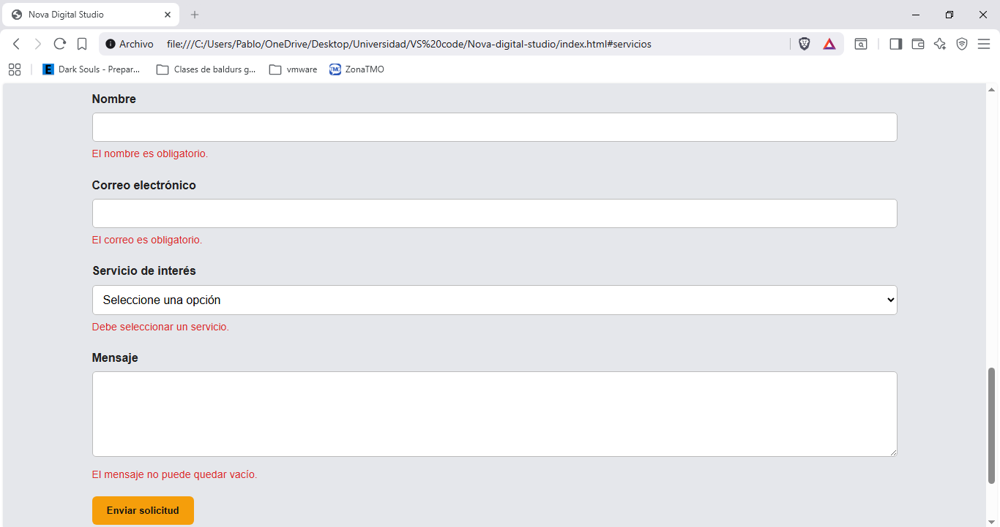 Nova Digital Studio
Archivo file:///C:/Users/Pablo/OneDrive/Desktop/Universidad/VS%20code/Nova-digital-studio/index.html#servicios
E Dark Souls - Prepar... Clases de baldurs g... vmware TMO ZonaTMO
Nombre
El nombre es obligatorio.
Correo electrónico
El correo es obligatorio.
Servicio de interés
Seleccione una opción
Debe seleccionar un servicio.
Mensaje
El mensaje no puede quedar vacío.
Enviar solicitud